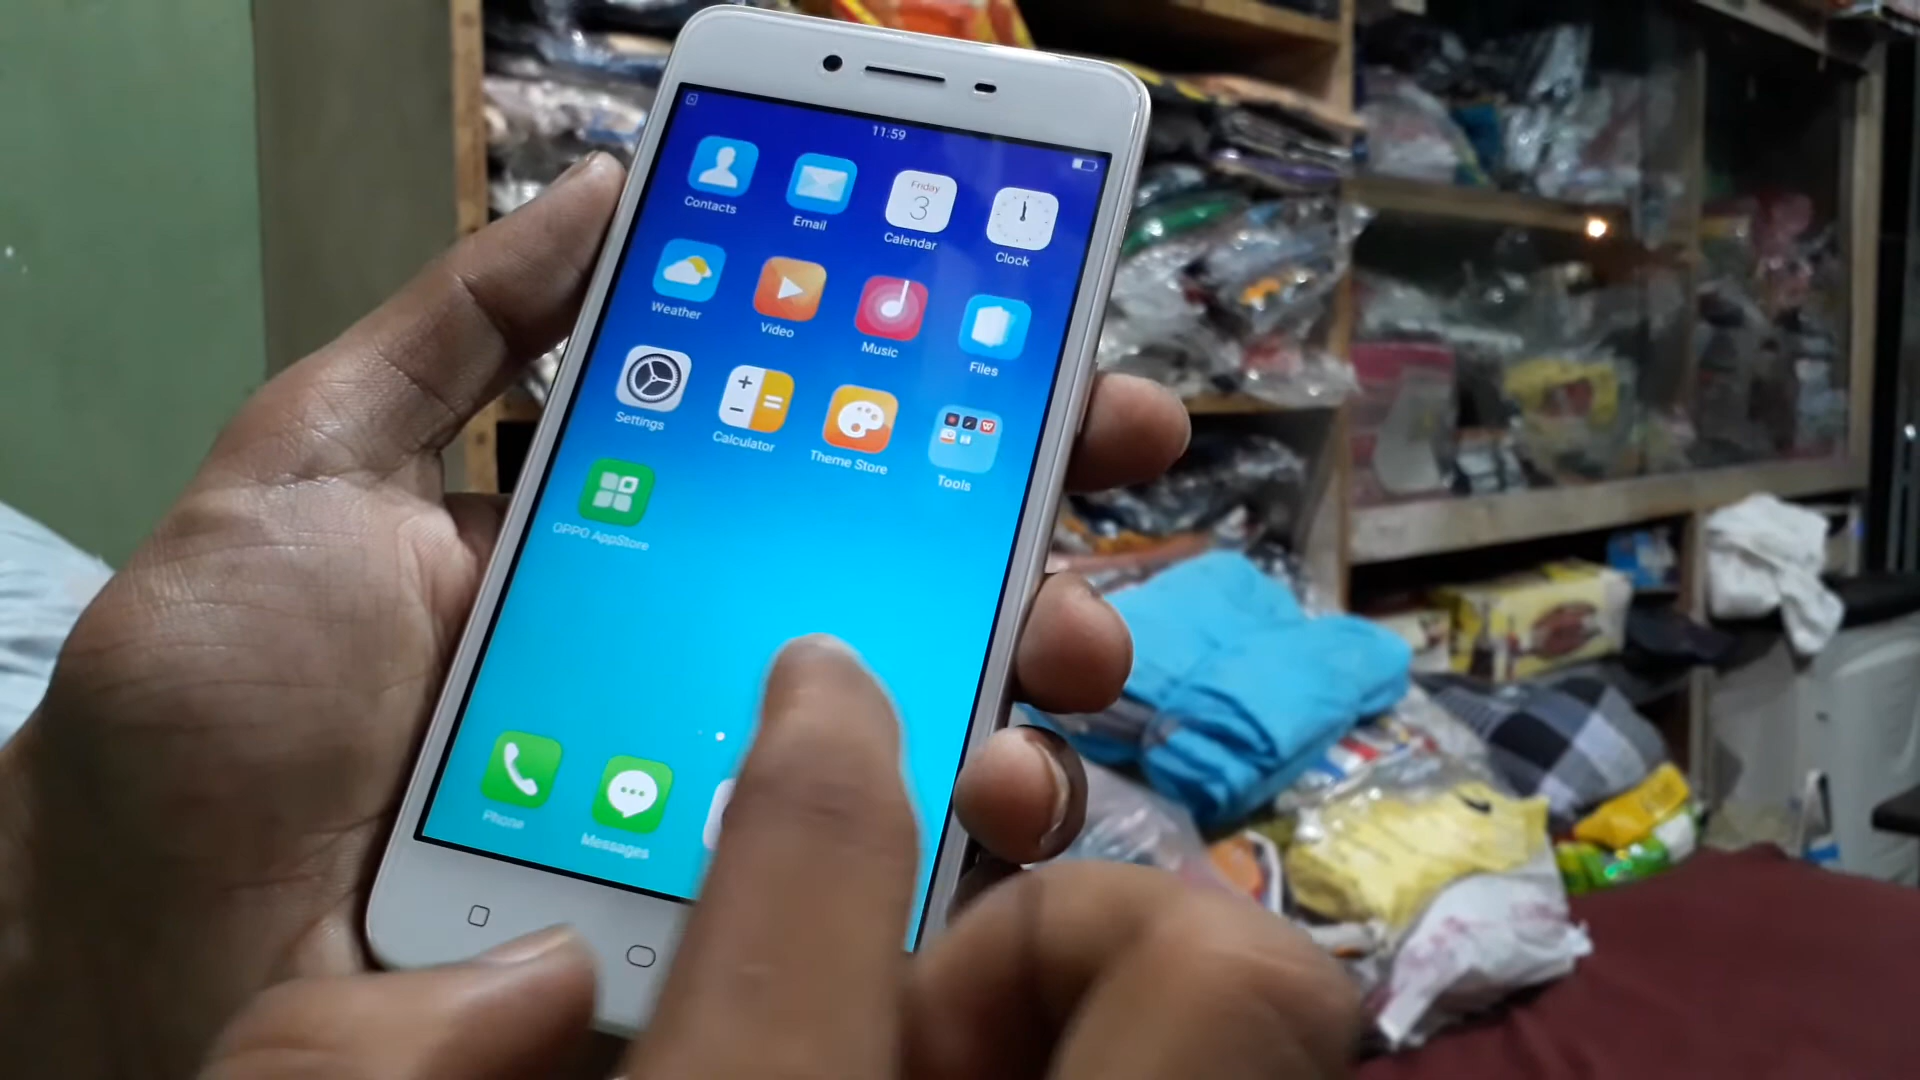 11:59
Contacts
Email
Friday
3
Calendar
Clock
Weather
Video
Music
Files
Settings
Calculator
Theme Store
Tools
OPPO AppStore
Phone
Messages